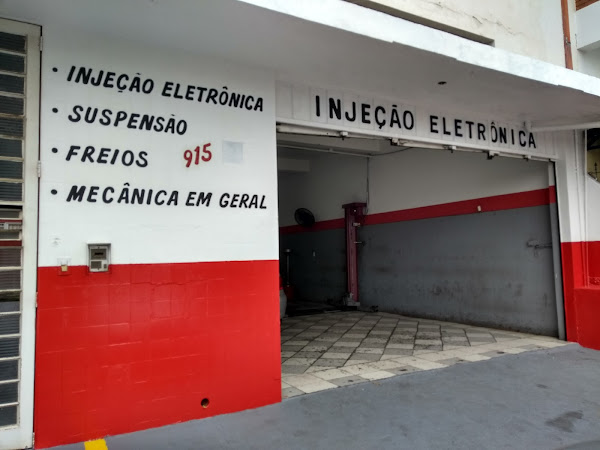 • INJEÇÃO ELETRÔNICA
• SUSPENSÃO
• FREIOS 915
• MECÂNICA EM GERAL
INJEÇÃO ELETRÔNICA